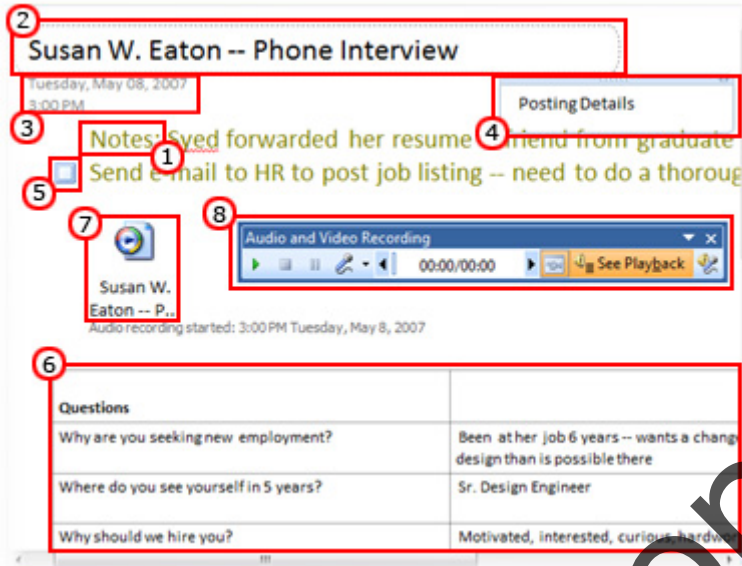 2
Susan W. Eaton -- Phone Interview
Tuesday, May 08, 2007
3:00 PM
3
Posting Details
4
Notes: Syed forwarded her resume friend from graduate
1
5
Send e-mail to HR to post job listing -- need to do a thoroug
7
8
Audio and Video Recording
00:00/00:00
See Playback
Susan W.
Eaton -- P...
Audio recording started: 3:00 PM Tuesday, May 8, 2007
6
Questions
Why are you seeking new employment?
Been at her job 6 years -- wants a change
design than is possible there
Where do you see yourself in 5 years?
Sr. Design Engineer
Why should we hire you?
Motivated, interested, curious, hardwor